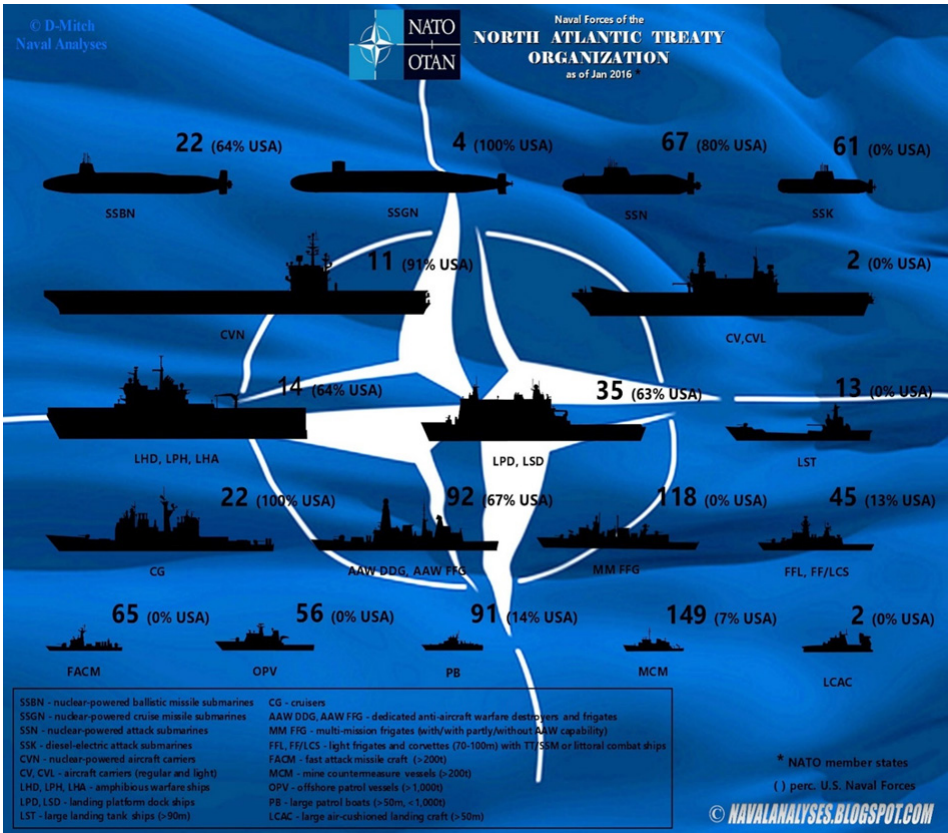 © D-Mitch
Naval Analyses
NATO
OTAN
Naval Forces of the
NORTH ATLANTIC TREATY
ORGANIZATION
as of Jan 2016 *
22 (64% USA)
SSBN
4 (100% USA)
SSGN
67 (80% USA)
SSN
61 (0% USA)
SSK
11 (91% USA)
CVN
2 (0% USA)
CV,CVL
14 (64% USA)
LHD, LPH, LHA
35 (63% USA)
LPD, LSD
13 (0% USA)
LST
22 (100% USA)
CG
92 (67% USA)
AAW DDG, AAW FFG
118 (0% USA)
MM FFG
45 (13% USA)
FFL, FF/LCS
65 (0% USA)
FACM
56 (0% USA)
OPV
91 (14% USA)
PB
149 (7% USA)
MCM
2 (0% USA)
LCAC
SSBN - nuclear-powered ballistic missile submarines
SSGN - nuclear-powered cruise missile submarines
SSN - nuclear-powered attack submarines
SSK - diesel-electric attack submarines
CVN - nuclear-powered aircraft carriers
CV, CVL - aircraft carriers (regular and light)
LHD, LPH, LHA - amphibious warfare ships
LPD, LSD - landing platform dock ships
LST - large landing tank ships (>90m)
CG - cruisers
AAW DDG, AAW FFG - dedicated anti-aircraft warfare destroyers and frigates
MM FFG - multi-mission frigates (with/with partly/without AAW capability)
FFL, FF/LCS - light frigates and corvettes (70-100m) with TT/SSM or littoral combat ships
FACM - fast attack missile craft (>200t)
MCM - mine countermeasure vessels (>200t)
OPV - offshore patrol vessels (>1,000t)
PB - large patrol boats (>50m, <1,000t)
LCAC - large air-cushioned landing craft (>50m)
* NATO member states
( ) perc. U.S. Naval Forces
© NAVALANALYSES.BLOGSPOT.COM